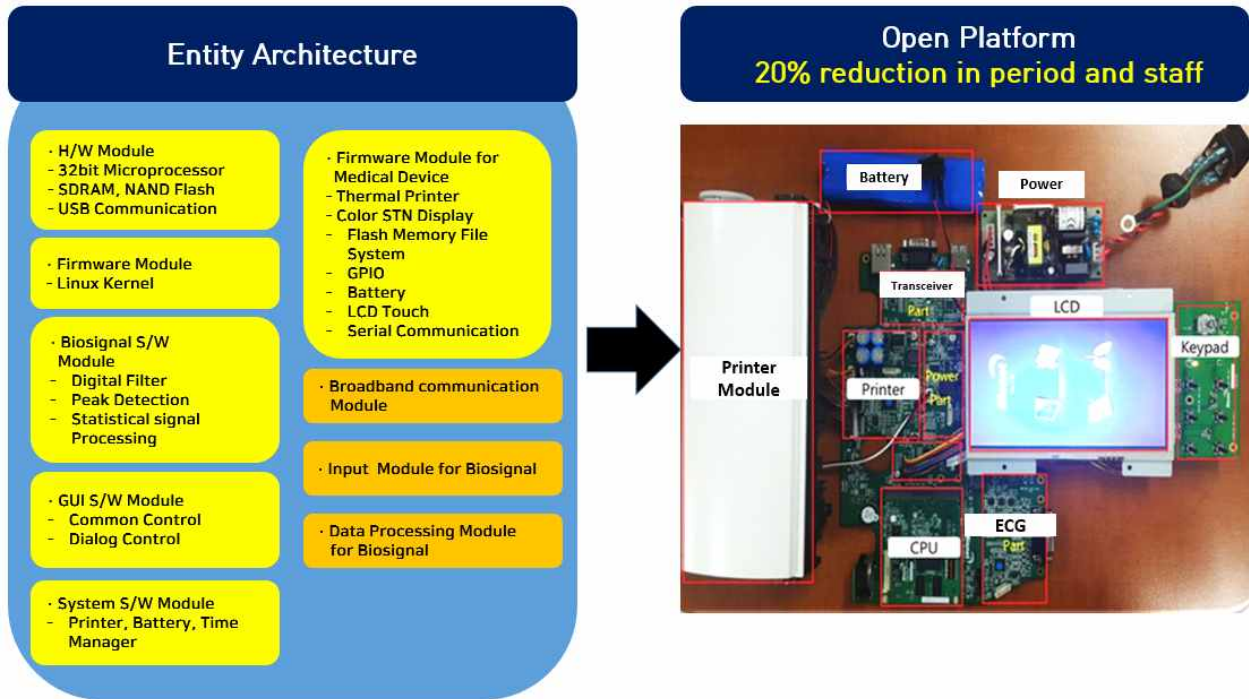 Entity Architecture
· H/W Module
- 32bit Microprocessor
- SDRAM, NAND Flash
- USB Communication
· Firmware Module
- Linux Kernel
· Biosignal S/W
Module
- Digital Filter
- Peak Detection
- Statistical signal
Processing
· GUI S/W Module
- Common Control
- Dialog Control
· System S/W Module
- Printer, Battery, Time
Manager
· Firmware Module for
Medical Device
- Thermal Printer
- Color STN Display
- Flash Memory File
System
- GPIO
- Battery
- LCD Touch
- Serial Communication
· Broadband communication
Module
· Input Module for Biosignal
· Data Processing Module
for Biosignal
Open Platform
20% reduction in period and staff
Battery
Power
Transceiver
Part
LCD
Keypad
Printer
Module
Printer
Power
Part
CPU
ECG
Part